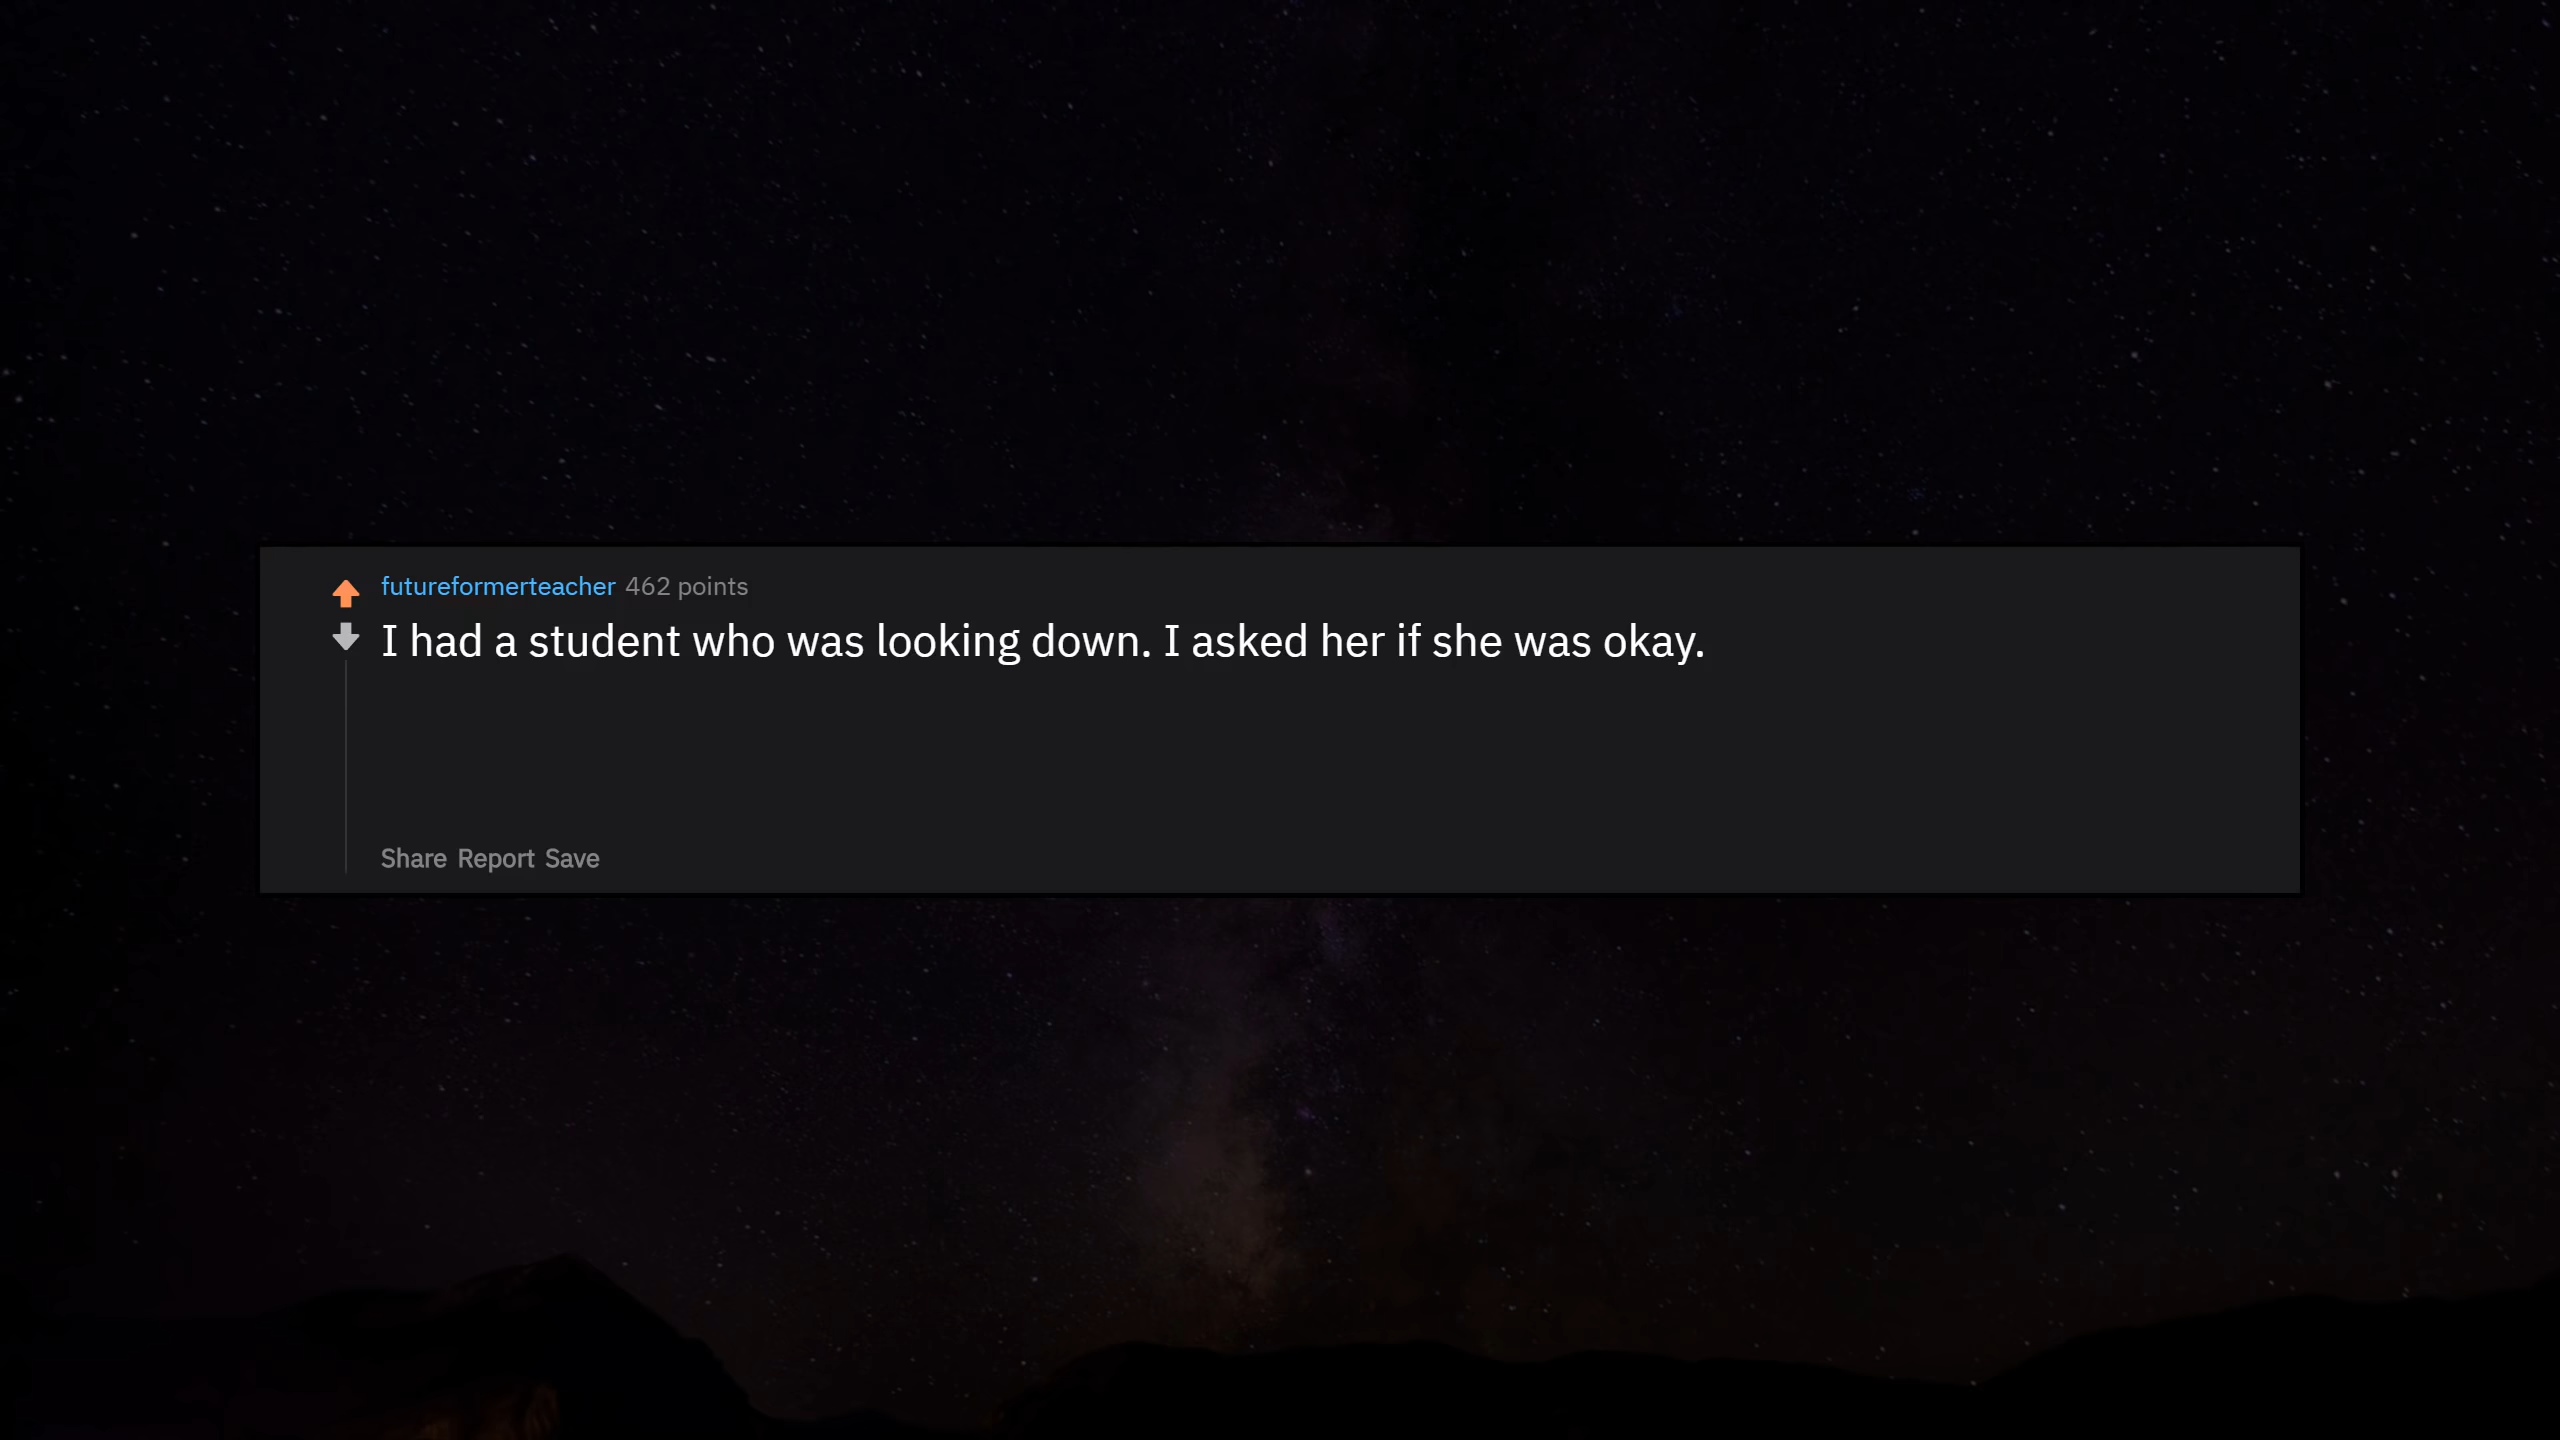 futureformerteacher 462 points
I had a student who was looking down. I asked her if she was okay.
Share Report Save